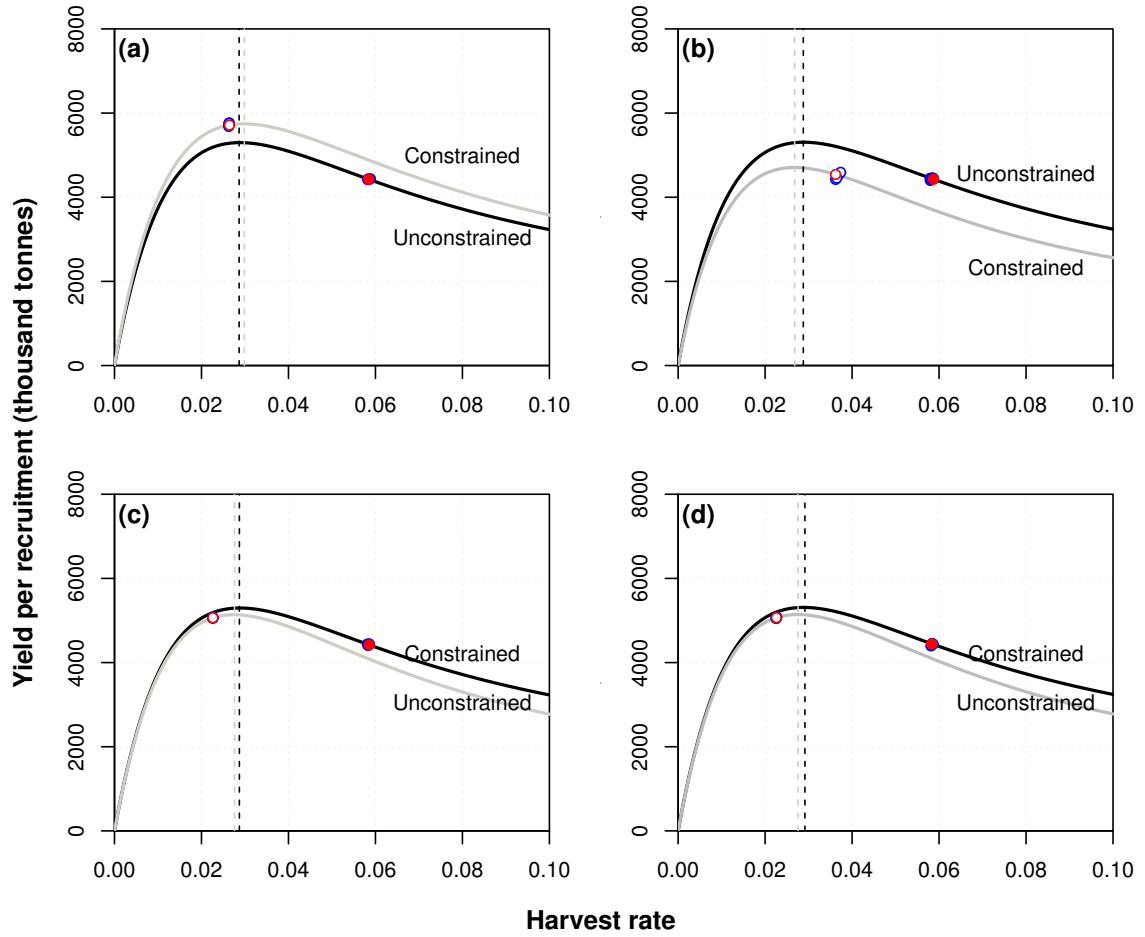 Yield per recruitment (thousand tonnes)
(a)
8000
6000
4000
2000
0
Constrained
Unconstrained
0.00 0.02 0.04 0.06 0.08 0.10
(b)
8000
6000
4000
2000
0
Unconstrained
Constrained
0.00 0.02 0.04 0.06 0.08 0.10
(c)
8000
6000
4000
2000
0
Constrained
Unconstrained
0.00 0.02 0.04 0.06 0.08 0.10
(d)
8000
6000
4000
2000
0
Constrained
Unconstrained
0.00 0.02 0.04 0.06 0.08 0.10
Harvest rate